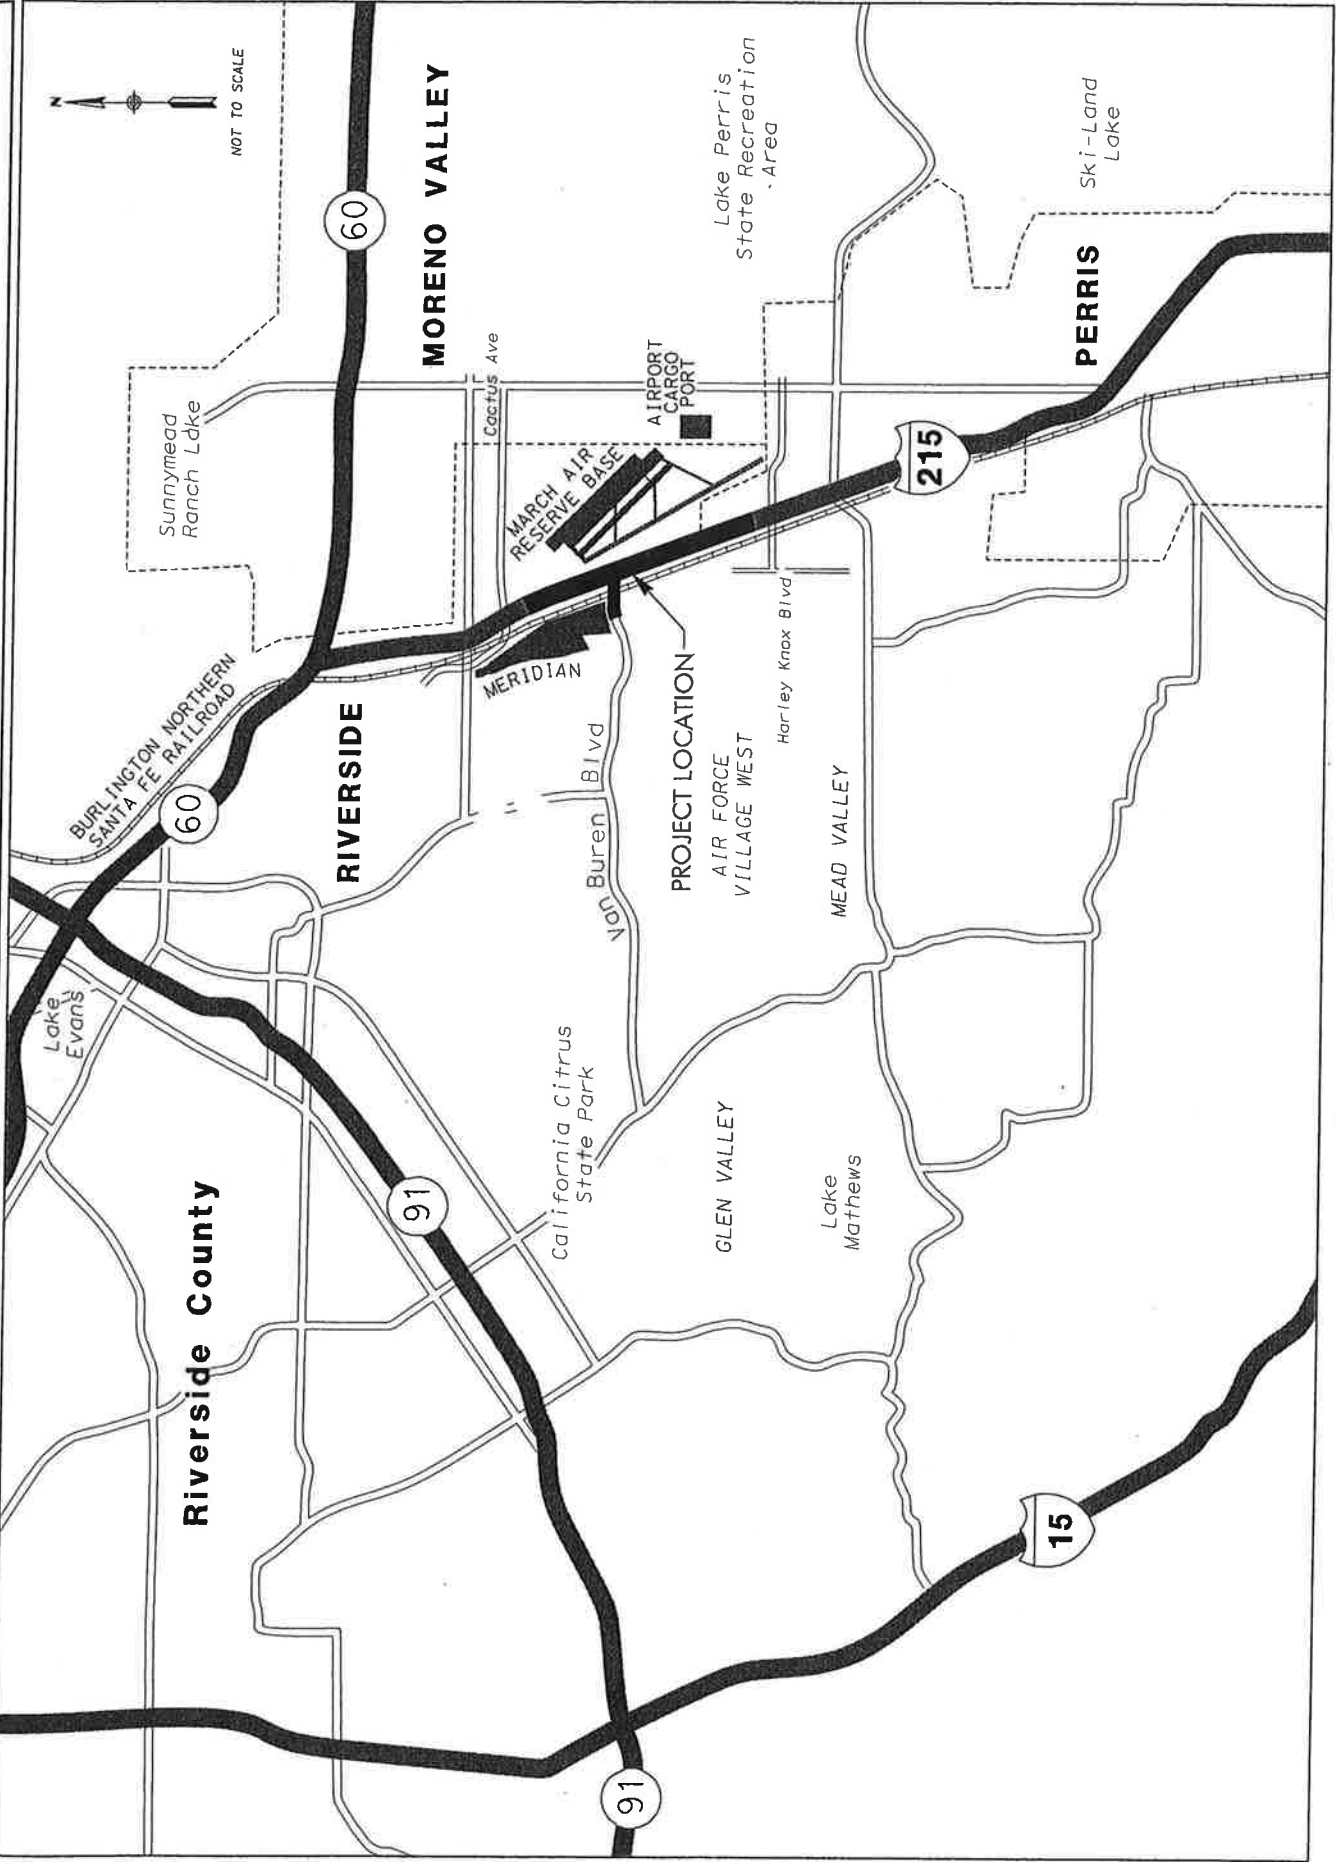 N
NOT TO SCALE
60
MORENO VALLEY
Sunnymead
Ranch Lake
Cactus Ave
Lake Perris
State Recreation
Area
Ski-Land
Lake
AIRPORT
CARGO
PORT
MARCH AIR
RESERVE BASE
PERRIS
215
BURLINGTON NORTHERN
SANTA FE RAILROAD
60
RIVERSIDE
MERIDIAN
Van Buren Blvd
PROJECT LOCATION
AIR FORCE
VILLAGE WEST
Harley Knox Blvd
MEAD VALLEY
Lake
Evans
Riverside County
91
California Citrus
State Park
GLEN VALLEY
Lake
Mathews
15
91